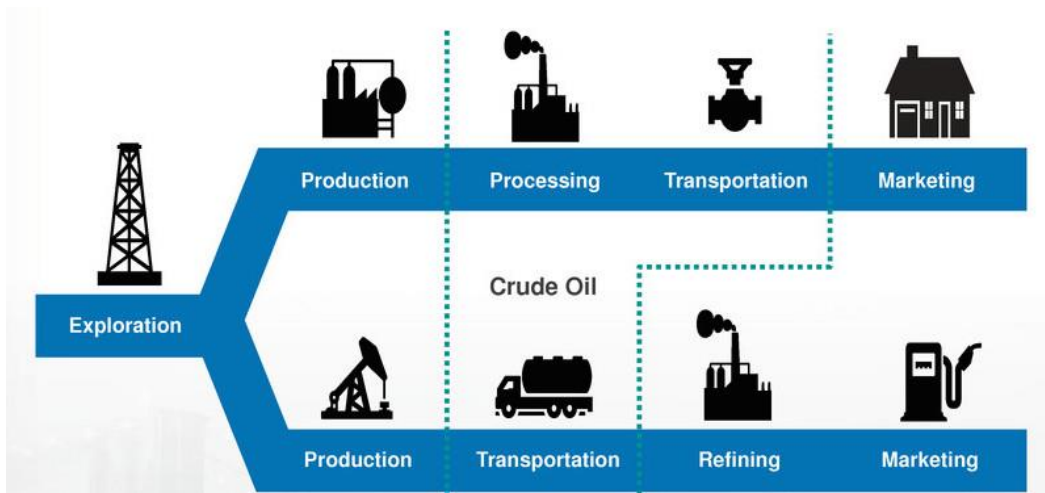 Production
Processing
Transportation
Marketing
Crude Oil
Exploration
Production
Transportation
Refining
Marketing